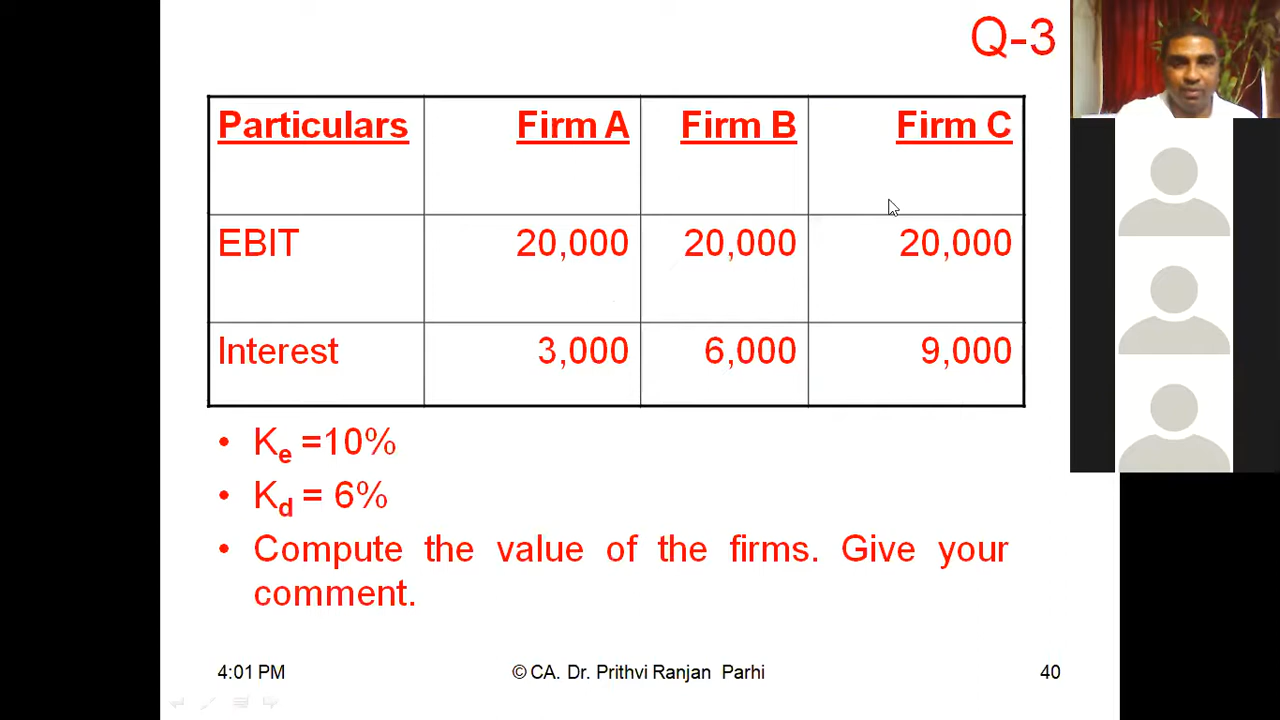 Q-3
Particulars Firm A Firm B Firm C
EBIT 20,000 20,000 20,000
Interest 3,000 6,000 9,000
• Ke =10%
• Kd = 6%
• Compute the value of the firms. Give your
comment.
4:01 PM © CA. Dr. Prithvi Ranjan Parhi 40